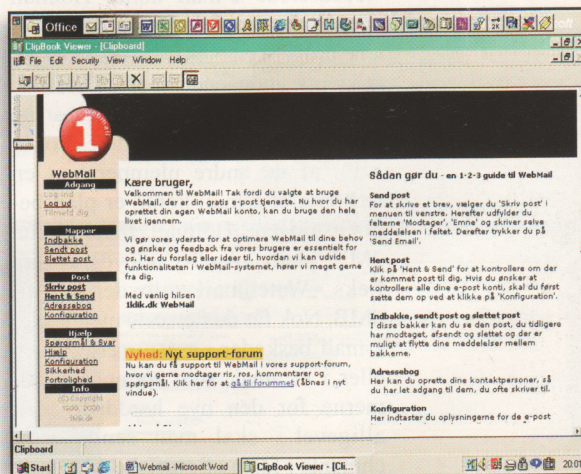 Office
ClipBook Viewer - [Clipboard]
File Edit Security View Window Help
webmail
1
WebMail
Adgang
Log ind
Log ud
Tilmeld dig
Mapper
Indbakke
Sendt post
Slettet post
Post
Skriv post
Hent & Send
Adressebog
Konfiguration
Hjælp
Spørgsmål & Svar
Hjælp
Konfiguration
Sikkerhed
Fortrolighed
Info
(C) Copyright
1999, 2000
1klik.dk
Kære bruger,
Velkommen til WebMail! Tak fordi du valgte at bruge
WebMail, der er din gratis e-post tjeneste. Nu hvor du har
oprettet din egen WebMail konto, kan du bruge den hele
livet igennem.
Vi gør vores yderste for at optimere WebMail til dine behov
og ønsker og feedback fra vores brugere er essentielt for
os. Har du forslag eller ideer til, hvordan vi kan udvide
funktionaliteten i WebMail-systemet, hører vi meget gerne
fra dig.
Med venlig hilsen
1klik.dk WebMail
Nyhed: Nyt support-forum
Nu kan du få support til WebMail i vores support-forum,
hvor vi gerne modtager ris, ros, kommentarer og
spørgsmål. Klik her for at gå til forummet (åbnes i nyt
vindue).
Sådan gør du - en 1-2-3 guide til WebMail
Send post
For at skrive et brev, vælger du 'Skriv post' i
menuen til venstre. Herefter udfylder du
felterne 'Modtager', 'Emne' og skriver selve
meddelelsen i feltet. Derefter trykker du på
'Send Email'.
Hent post
Klik på 'Hent & Send' for at kontrollere om der
er kommet post til dig. Hvis du ønsker at
kontrollere alle dine e-post konti, skal du først
sætte dem op ved at klikke på 'Konfiguration'.
Indbakke, sendt post og slettet post
I disse bakker kan du se den post, du tidligere
har modtaget, afsendt og slettet og der er
muligt at flytte dine meddelelser mellem
bakkerne.
Adressebog
Her kan du oprette dine kontaktpersoner, så
du har let adgang til dem, du ofte skriver til.
Konfiguration
Her indtaster du oplysningerne for de e-post
Clipboard
Start
Webmail - Microsoft Word
ClipBook Viewer - [Cli...
20:01